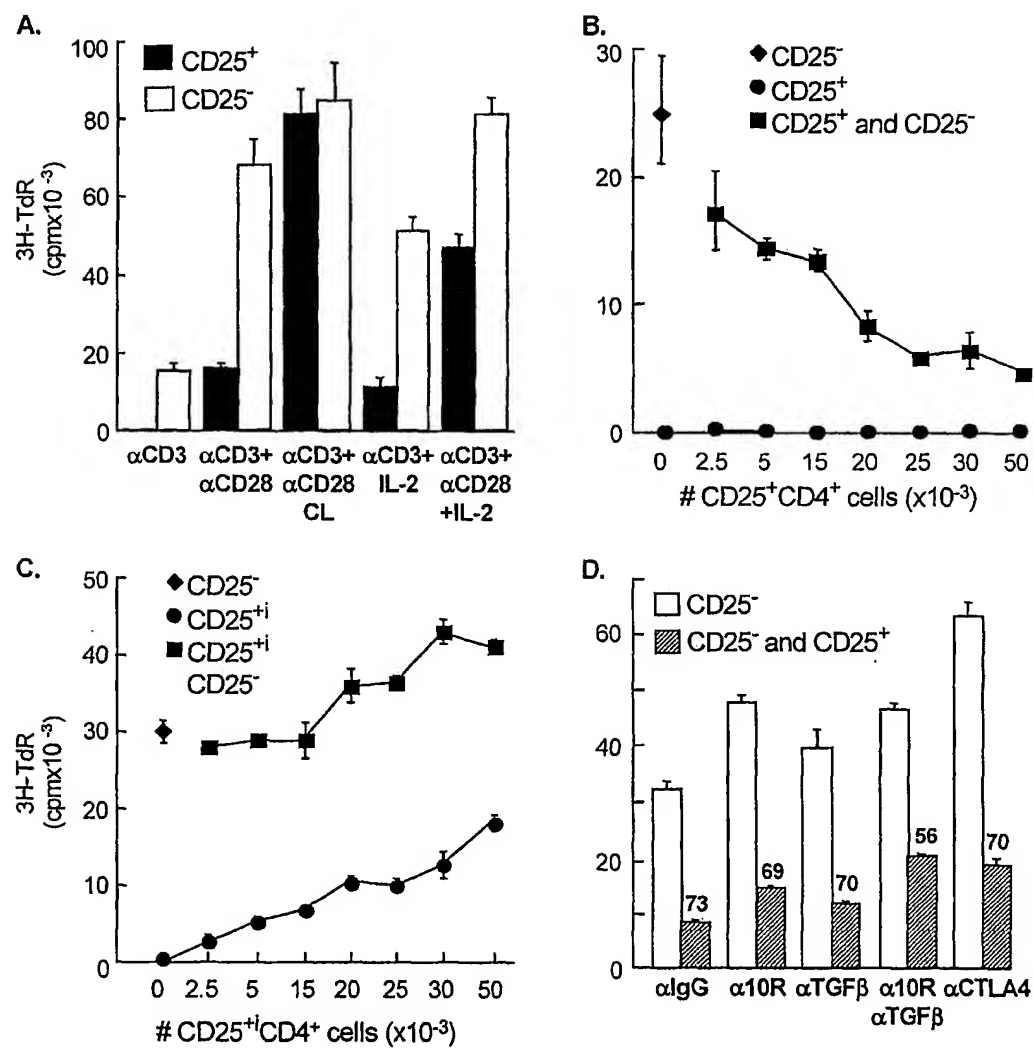 A.
100
80
60
40
20
0
3H-TdR
(cpmx10⁻³)
CD25⁺
CD25⁻
αCD3
αCD3+
αCD28
αCD3+
αCD28
CL
αCD3+
IL-2
αCD3+
αCD28
+IL-2
B.
30
20
10
0
CD25⁻
CD25⁺
CD25⁺ and CD25⁻
0 2.5 5 15 20 25 30 50
# CD25⁺CD4⁺ cells (x10⁻³)
C.
50
40
30
20
10
0
3H-TdR
(cpmx10⁻³)
CD25⁻
CD25⁺ⁱ
CD25⁺ⁱ
CD25⁻
0 2.5 5 15 20 25 30 50
# CD25⁺ⁱCD4⁺ cells (x10⁻³)
D.
60
40
20
0
CD25⁻
CD25⁻ and CD25⁺
73
69
70
56
70
αIgG
α10R
αTGFβ
α10R
αTGFβ
αCTLA4